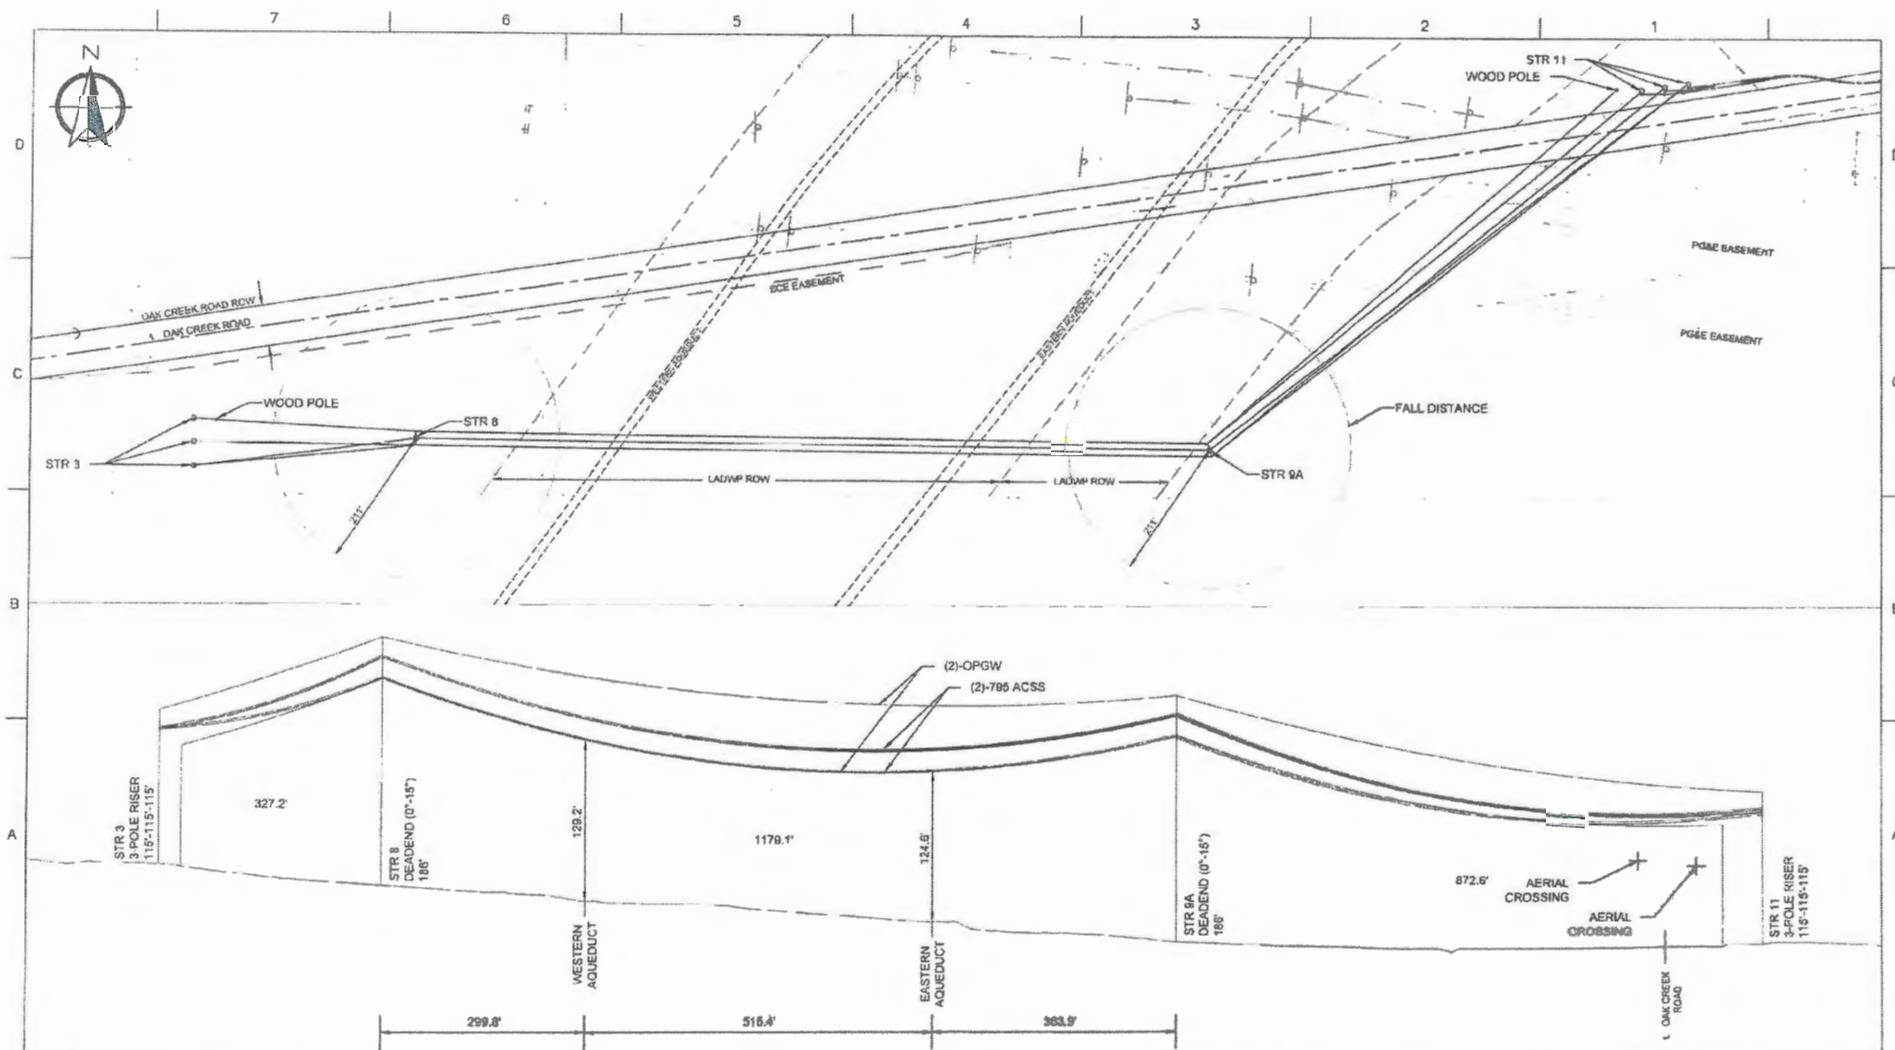 7
6
5
4
3
2
1
N
STR 11
WOOD POLE
D
PG&E EASEMENT
SCE EASEMENT
OAK CREEK ROAD ROW
OAK CREEK ROAD
PG&E EASEMENT
C
WOOD POLE
FALL DISTANCE
STR 8
STR 3
STR 9A
LADWP ROW
LADWP ROW
211'
211'
B
(2)-OPGW
(2)-795 ACSS
A
STR 3
3-POLE RISER
115'-115'-115'
327.2'
STR 8
DEADEND (0°-15°)
186'
129.2'
1179.1'
124.6'
STR 9A
DEADEND (0°-15°)
186'
872.6'
AERIAL
CROSSING
AERIAL
CROSSING
STR 11
3-POLE RISER
115'-115'-115'
WESTERN
AQUEDUCT
EASTERN
AQUEDUCT
OAK CREEK
ROAD
299.8'
515.4'
363.9'